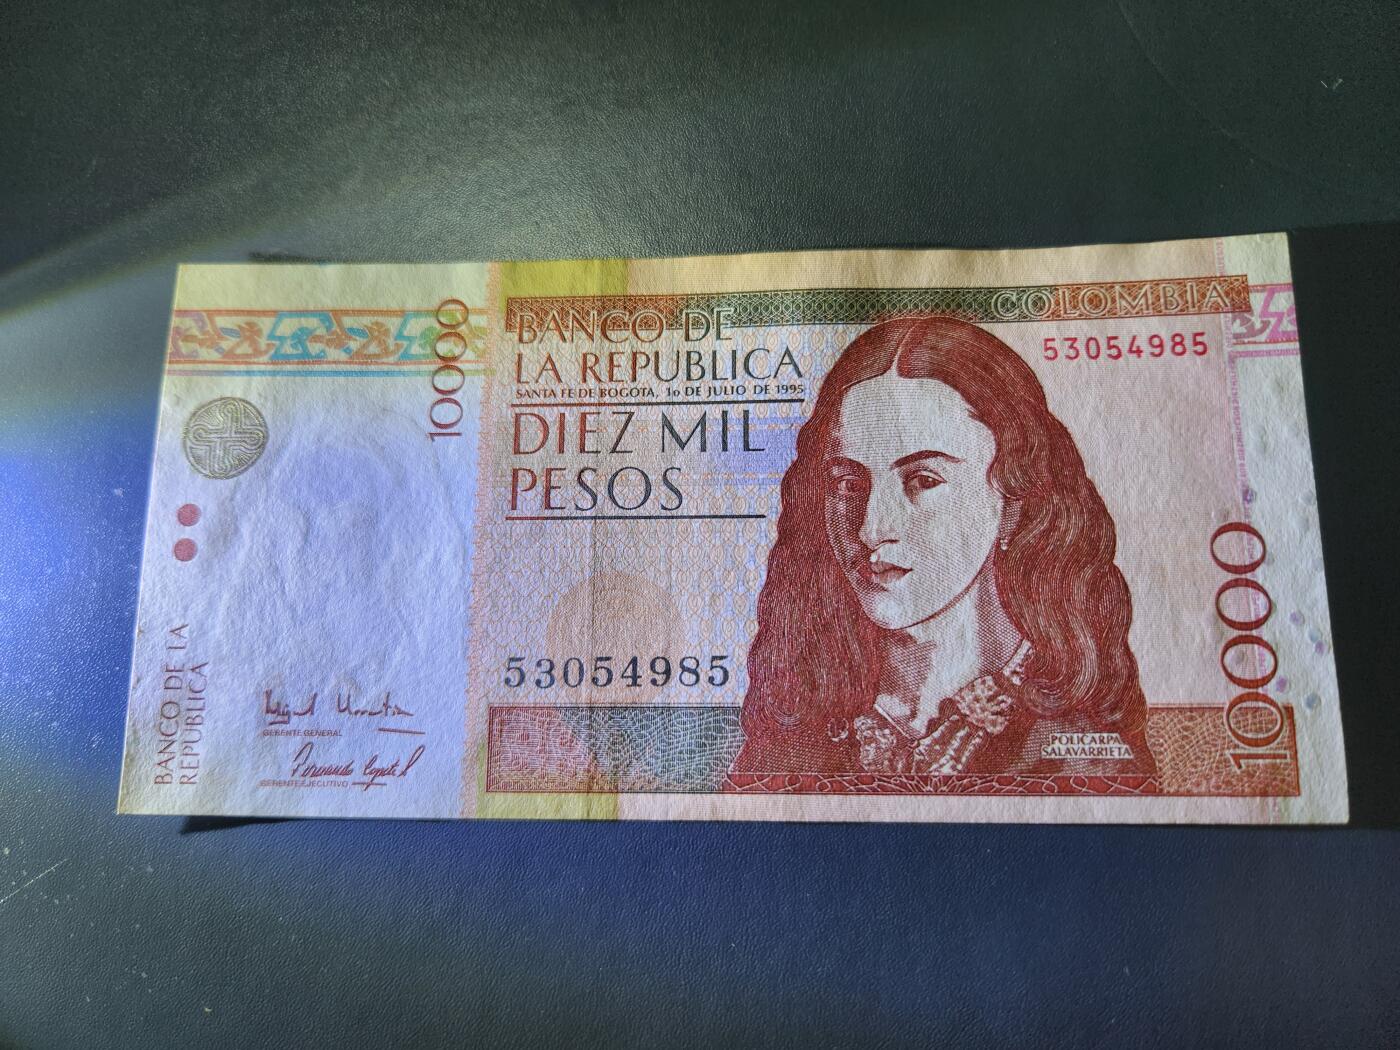 10000
BANCO DE LA
REPUBLICA
GERENTE GENERAL
GERENTE EJECUTIVO
BANCO DE
LA REPUBLICA
SANTA FE DE BOGOTA, 1o DE JULIO DE 1995
DIEZ MIL
PESOS
53054985
COLOMBIA
53054985
POLICARPA
SALAVARRIETA
10000